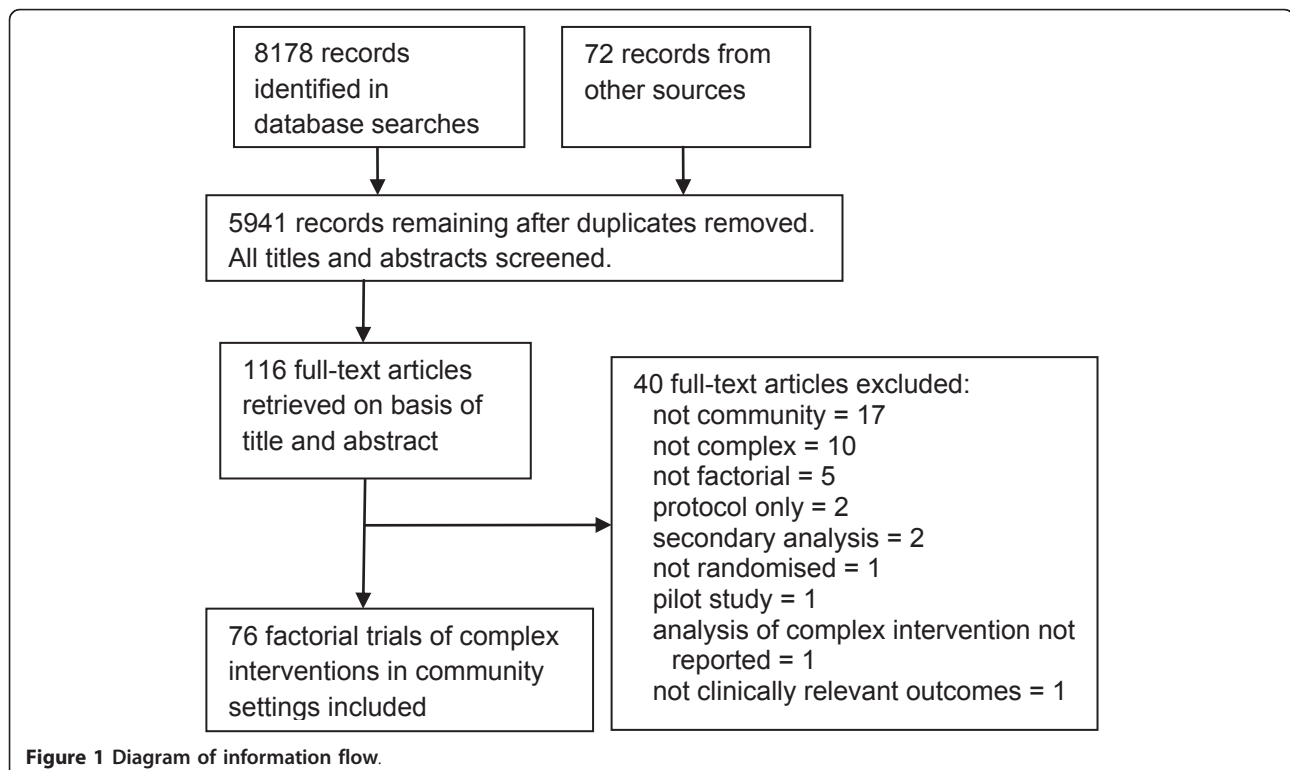 8178 records
identified in
database searches
72 records from
other sources
5941 records remaining after duplicates removed.
All titles and abstracts screened.
116 full-text articles
retrieved on basis of
title and abstract
40 full-text articles excluded:
not community = 17
not complex = 10
not factorial = 5
protocol only = 2
secondary analysis = 2
not randomised = 1
pilot study = 1
analysis of complex intervention not
reported = 1
not clinically relevant outcomes = 1
76 factorial trials of complex
interventions in community
settings included
Figure 1 Diagram of information flow.